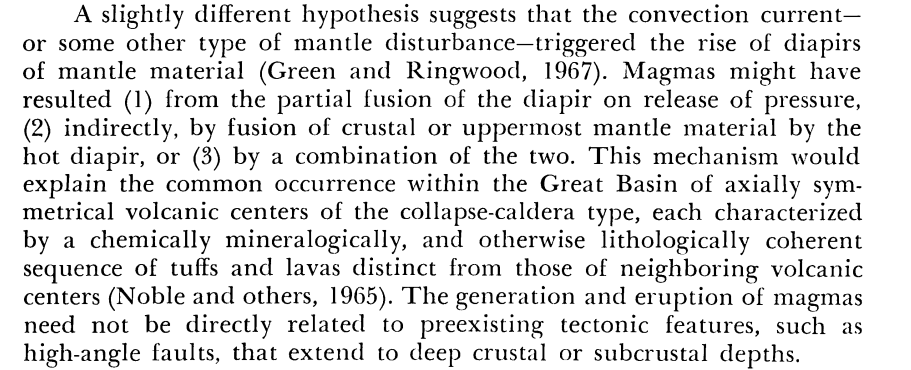 A slightly different hypothesis suggests that the convection current—
or some other type of mantle disturbance—triggered the rise of diapirs
of mantle material (Green and Ringwood, 1967). Magmas might have
resulted (1) from the partial fusion of the diapir on release of pressure,
(2) indirectly, by fusion of crustal or uppermost mantle material by the
hot diapir, or (3) by a combination of the two. This mechanism would
explain the common occurrence within the Great Basin of axially sym-
metrical volcanic centers of the collapse-caldera type, each characterized
by a chemically mineralogically, and otherwise lithologically coherent
sequence of tuffs and lavas distinct from those of neighboring volcanic
centers (Noble and others, 1965). The generation and eruption of magmas
need not be directly related to preexisting tectonic features, such as
high-angle faults, that extend to deep crustal or subcrustal depths.